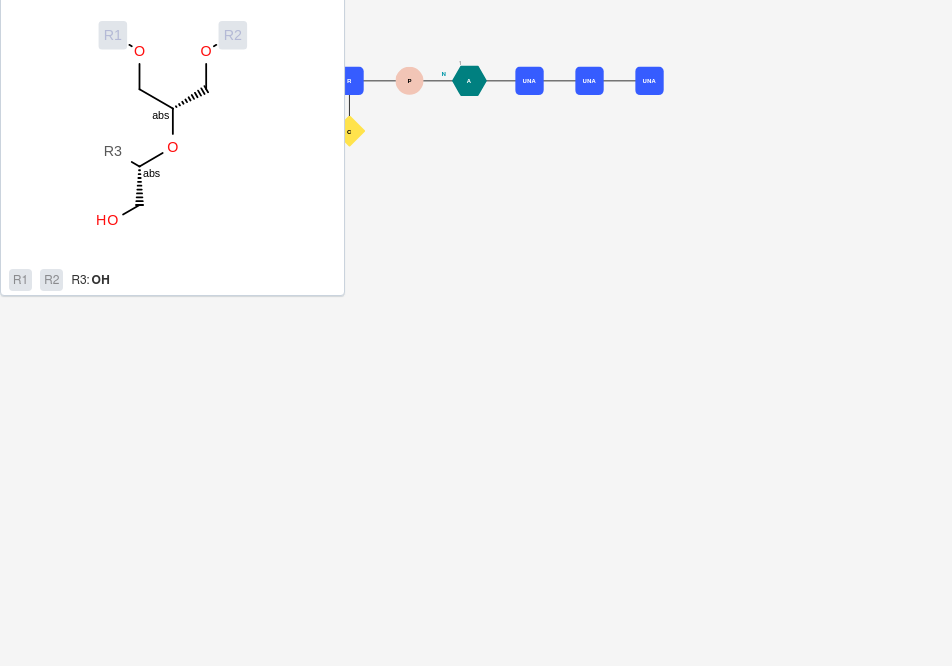 R1 R2
O O
abs
O
R3
abs
HO
R1 R2 R3: OH
N
R P A UNA UNA UNA
C